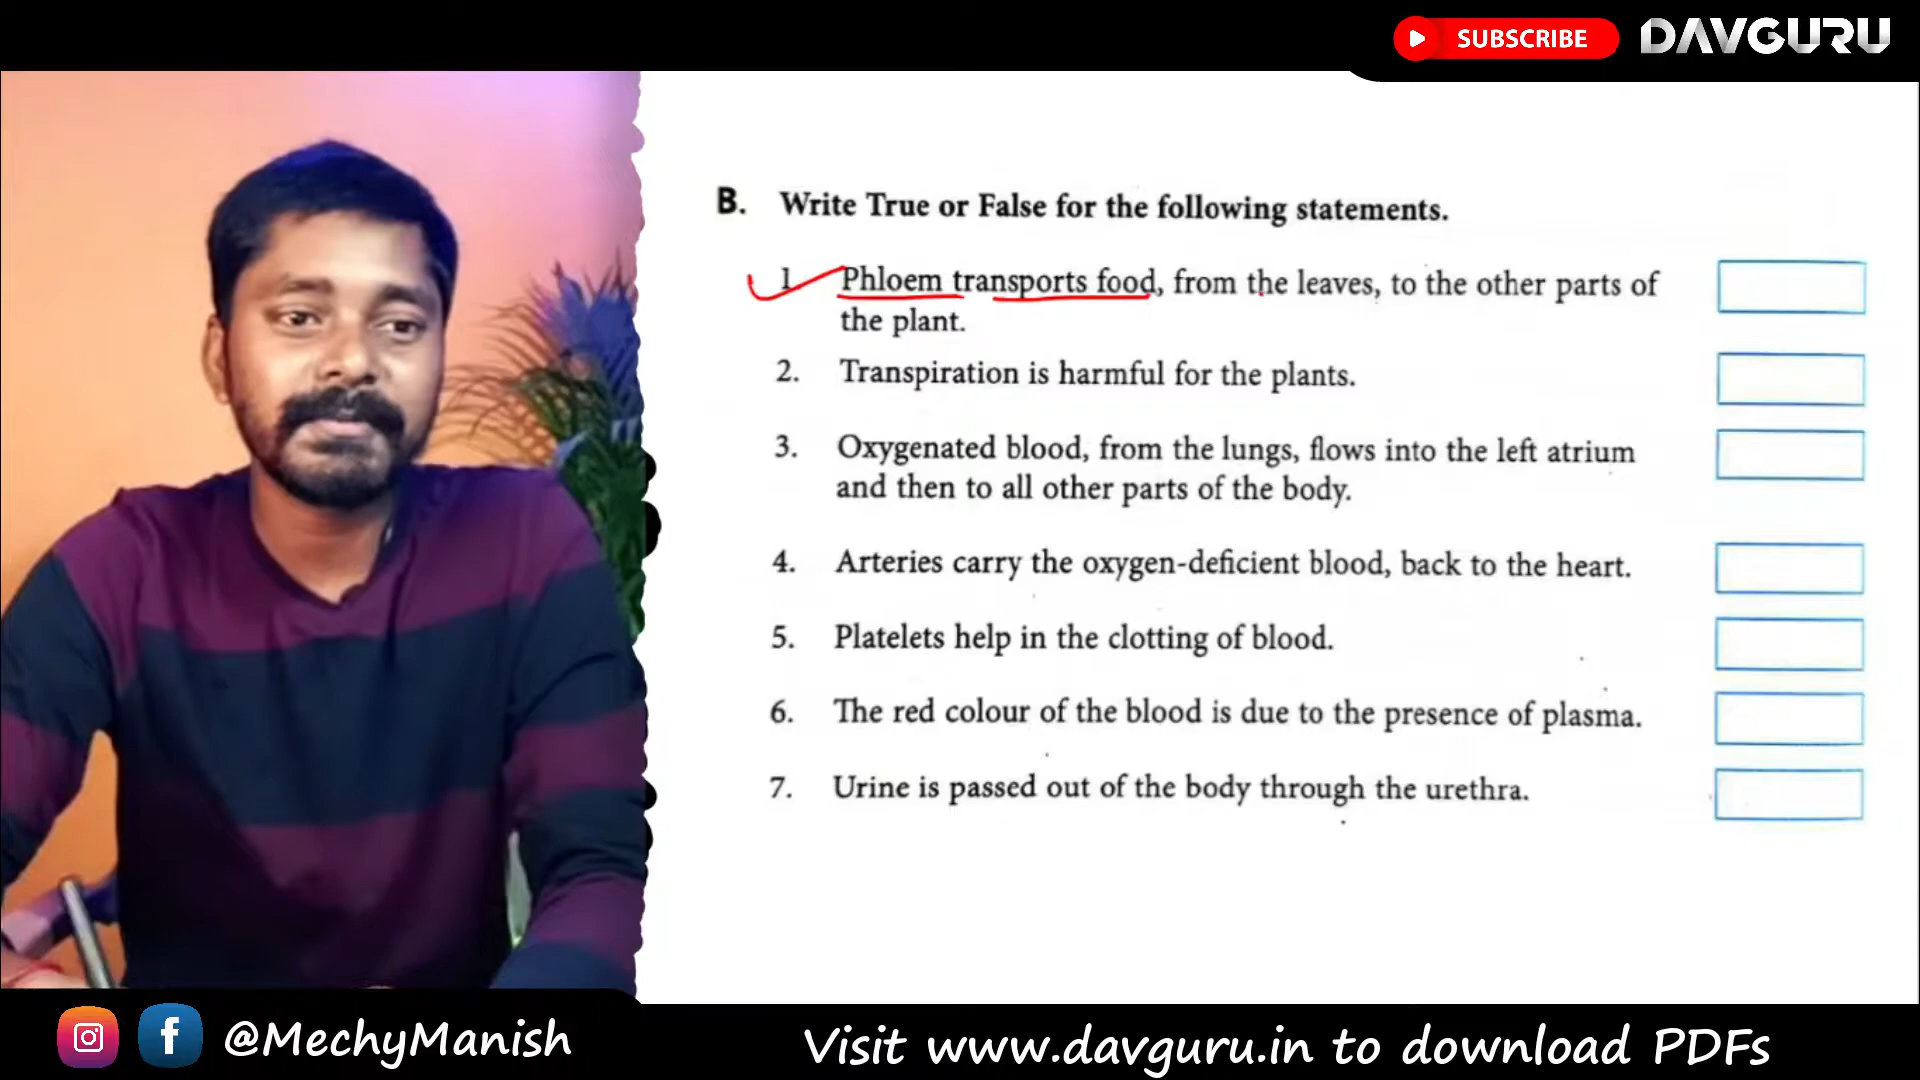 SUBSCRIBE DAVGURU
B. Write True or False for the following statements.
1. Phloem transports food, from the leaves, to the other parts of
the plant.
2. Transpiration is harmful for the plants.
3. Oxygenated blood, from the lungs, flows into the left atrium
and then to all other parts of the body.
4. Arteries carry the oxygen-deficient blood, back to the heart.
5. Platelets help in the clotting of blood.
6. The red colour of the blood is due to the presence of plasma.
7. Urine is passed out of the body through the urethra.
@MechyManish
Visit www.davguru.in to download PDFs